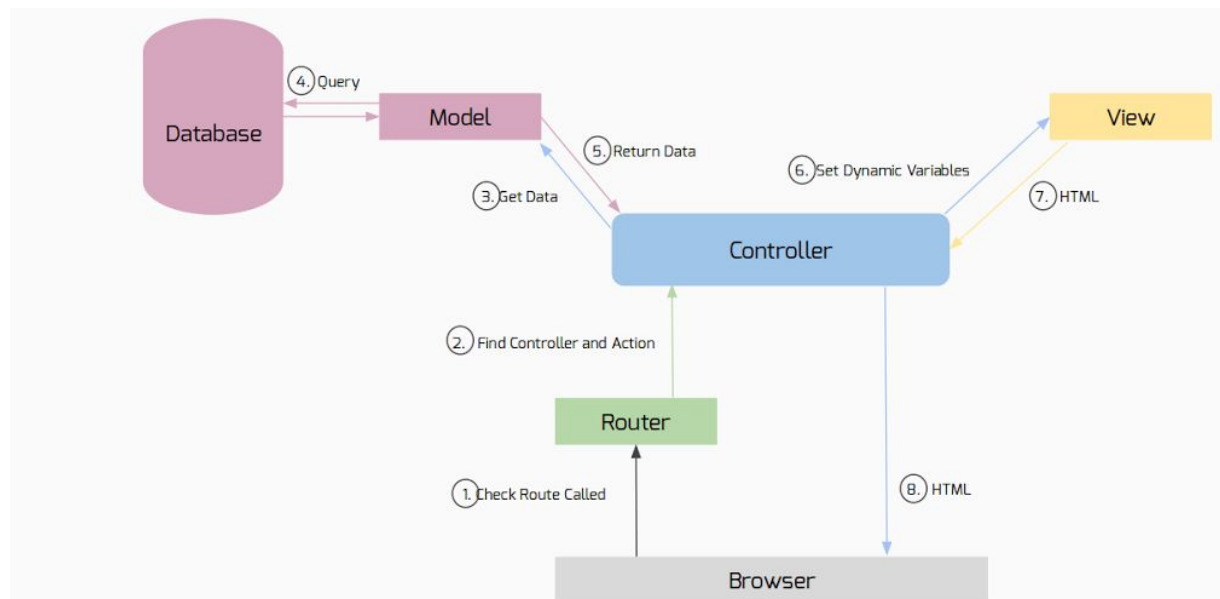 4. Query
Database
Model
View
5. Return Data
6. Set Dynamic Variables
3. Get Data
7. HTML
Controller
2. Find Controller and Action
Router
1. Check Route Called
8. HTML
Browser